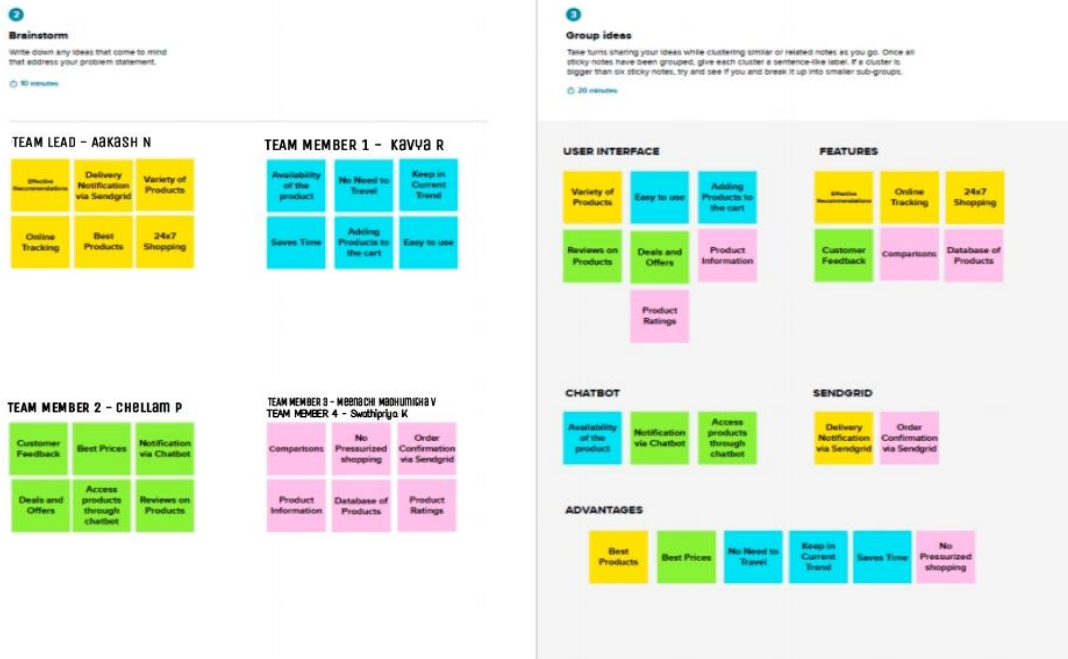 2
Brainstorm
Write down any ideas that come to mind
that address your problem statement.
10 minutes
TEAM LEAD - AAKASH N
Effective
Recommendations
Delivery
Notification
via Sendgrid
Variety of
Products
Online
Tracking
Best
Products
24x7
Shopping
TEAM MEMBER 1 - KAVYA R
Availability
of the
product
No Need to
Travel
Keep in
Current
Trend
Saves Time
Adding
Products to
the cart
Easy to use
TEAM MEMBER 2 - CHELLAM P
Customer
Feedback
Best Prices
Notification
via Chatbot
Deals and
Offers
Access
products
through
chatbot
Reviews on
Products
TEAM MEMBER 3 - MEENACHI MADHUMITHA V
TEAM MEMBER 4 - Swathipriya K
Comparisons
No
Pressurized
shopping
Order
Confirmation
via Sendgrid
Product
Information
Database of
Products
Product
Ratings
3
Group ideas
Take turns sharing your ideas while clustering similar or related notes as you go. Once all
sticky notes have been grouped, give each cluster a sentence-like label. If a cluster is
bigger than six sticky notes, try and see if you and break it up into smaller sub-groups.
20 minutes
USER INTERFACE
Variety of
Products
Easy to use
Adding
Products to
the cart
Reviews on
Products
Deals and
Offers
Product
Information
Product
Ratings
FEATURES
Effective
Recommendations
Online
Tracking
24x7
Shopping
Customer
Feedback
Comparisons
Database of
Products
CHATBOT
Availability
of the
product
Notification
via Chatbot
Access
products
through
chatbot
SENDGRID
Delivery
Notification
via Sendgrid
Order
Confirmation
via Sendgrid
ADVANTAGES
Best
Products
Best Prices
No Need to
Travel
Keep in
Current
Trend
Saves Time
No
Pressurized
shopping